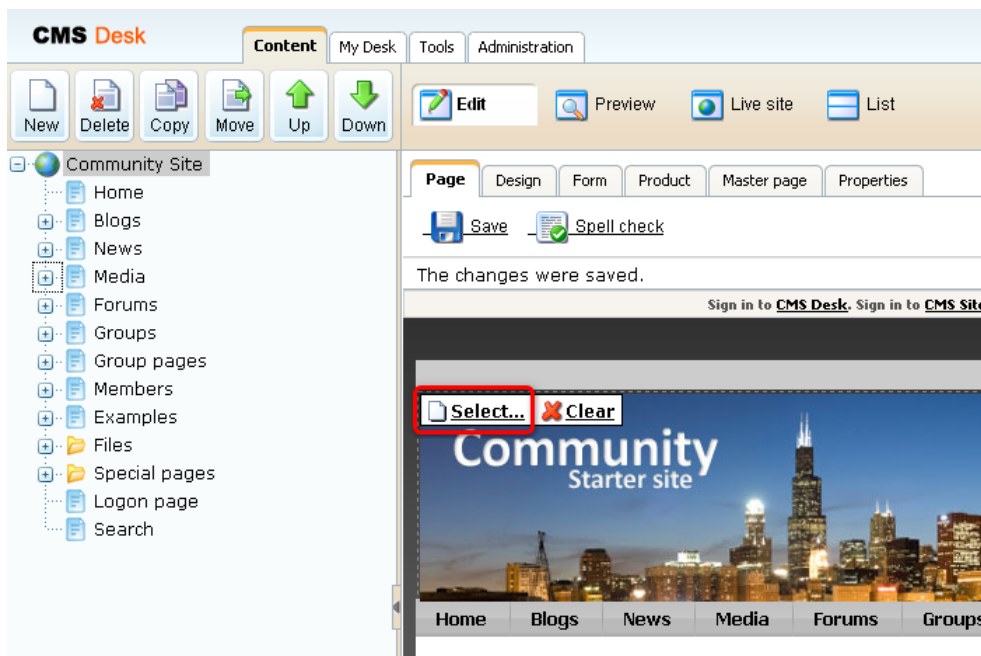 CMS Desk
Content My Desk Tools Administration
New Delete Copy Move Up Down
Edit Preview Live site List
Community Site
Home
Blogs
News
Media
Forums
Groups
Group pages
Members
Examples
Files
Special pages
Logon page
Search
Page Design Form Product Master page Properties
Save Spell check
The changes were saved.
Sign in to CMS Desk. Sign in to CMS Site
Select... Clear
Community
Starter site
Home Blogs News Media Forums Groups